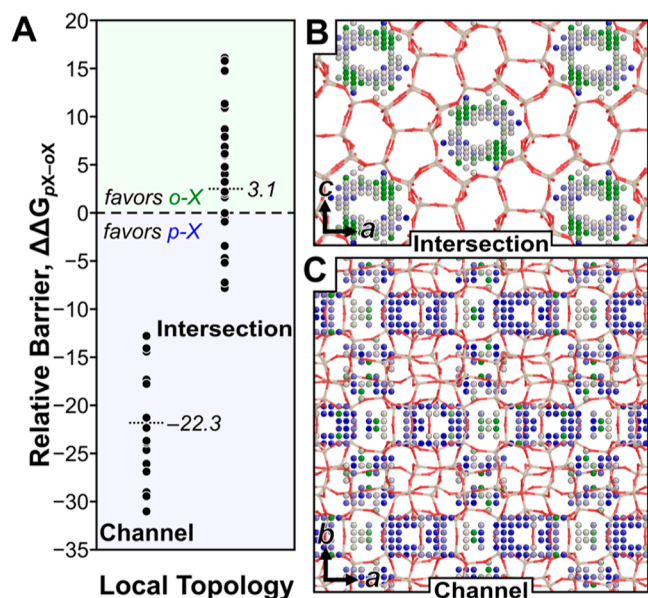 A
Relative Barrier, ΔΔG_pX–oX
20
15
10
5
0
−5
−10
−15
−20
−25
−30
−35
favors o-X
favors p-X
3.1
Intersection
−22.3
Channel
Local Topology
B
c
a
Intersection
C
b
a
Channel